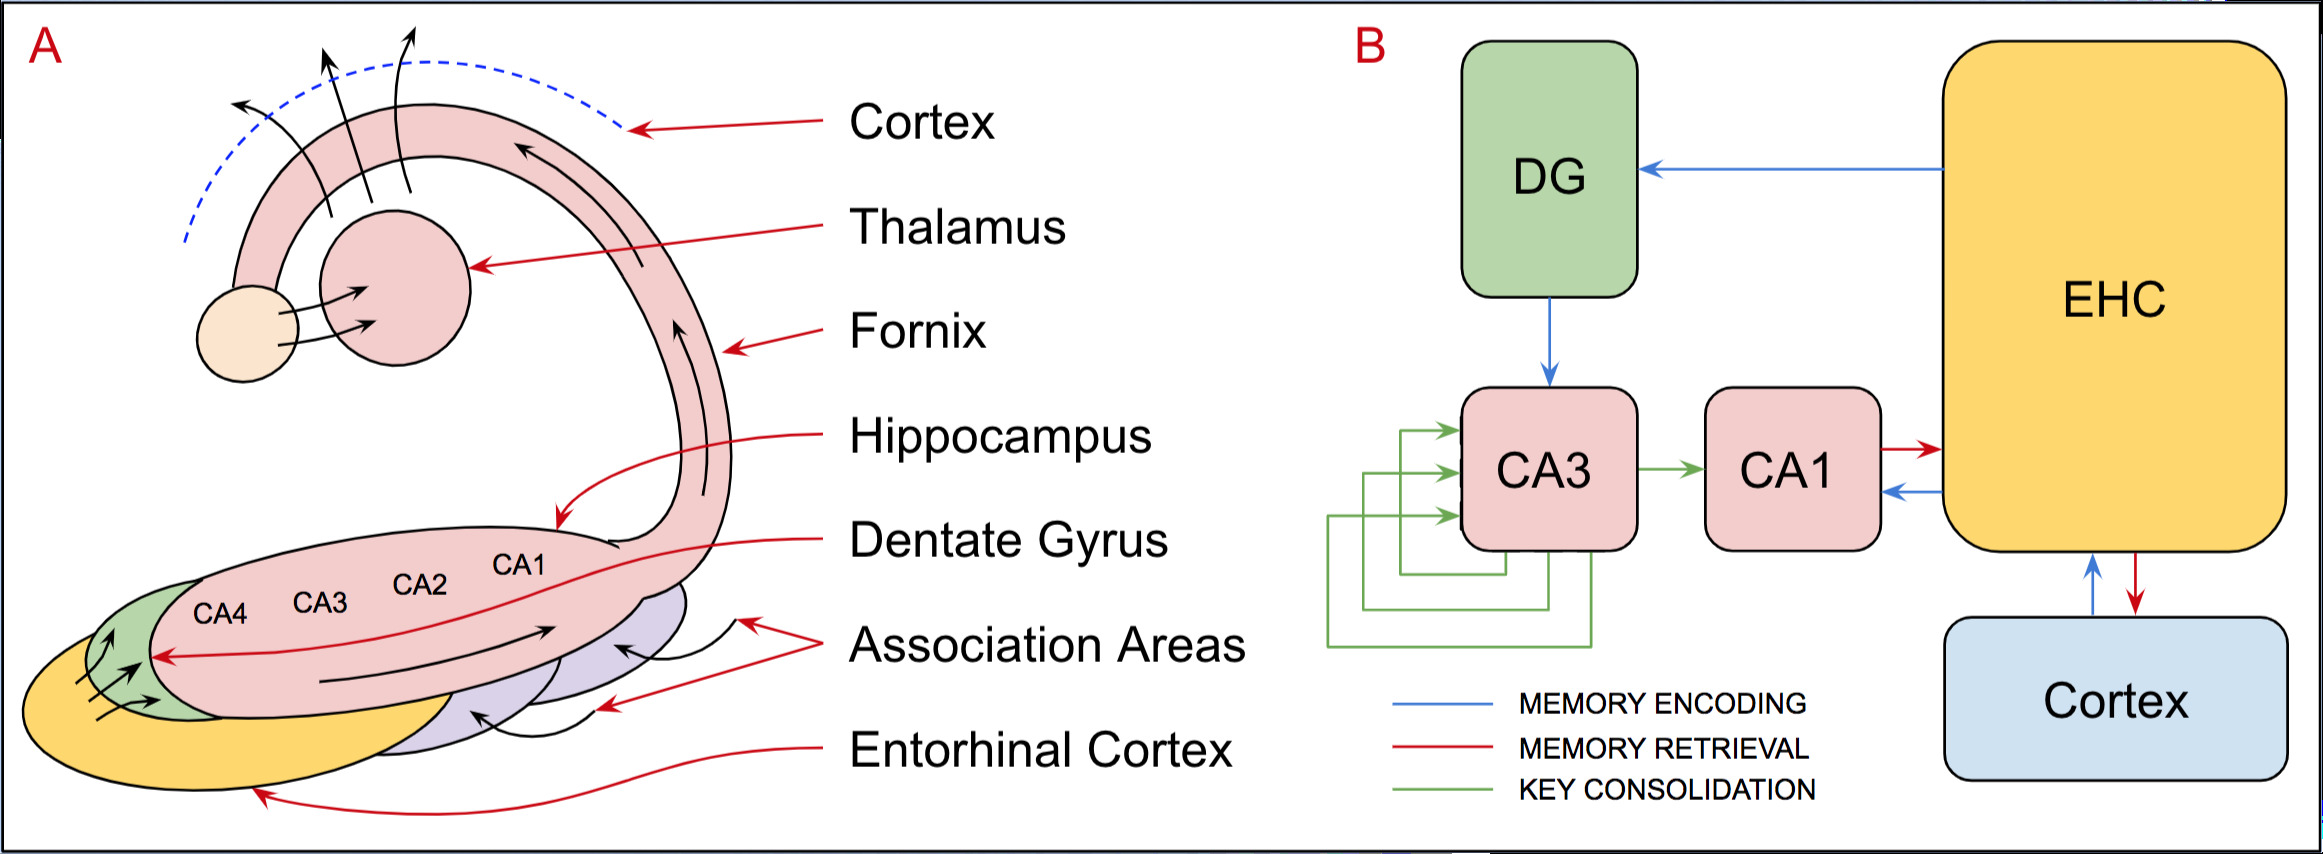 A
Cortex
Thalamus
Fornix
Hippocampus
Dentate Gyrus
Association Areas
Entorhinal Cortex
CA4
CA3
CA2
CA1
B
DG
EHC
CA3
CA1
Cortex
MEMORY ENCODING
MEMORY RETRIEVAL
KEY CONSOLIDATION